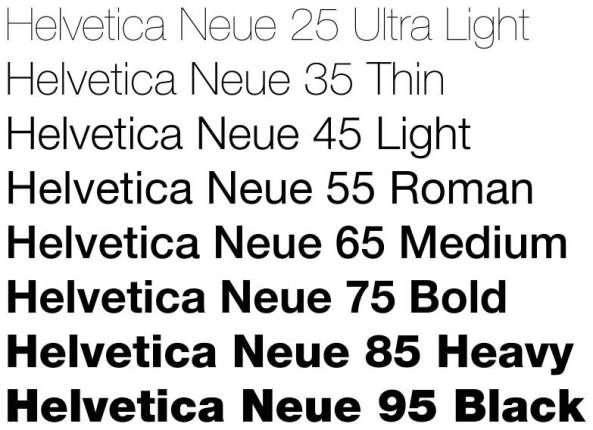 Helvetica Neue 25 Ultra Light
Helvetica Neue 35 Thin
Helvetica Neue 45 Light
Helvetica Neue 55 Roman
Helvetica Neue 65 Medium
Helvetica Neue 75 Bold
Helvetica Neue 85 Heavy
Helvetica Neue 95 Black